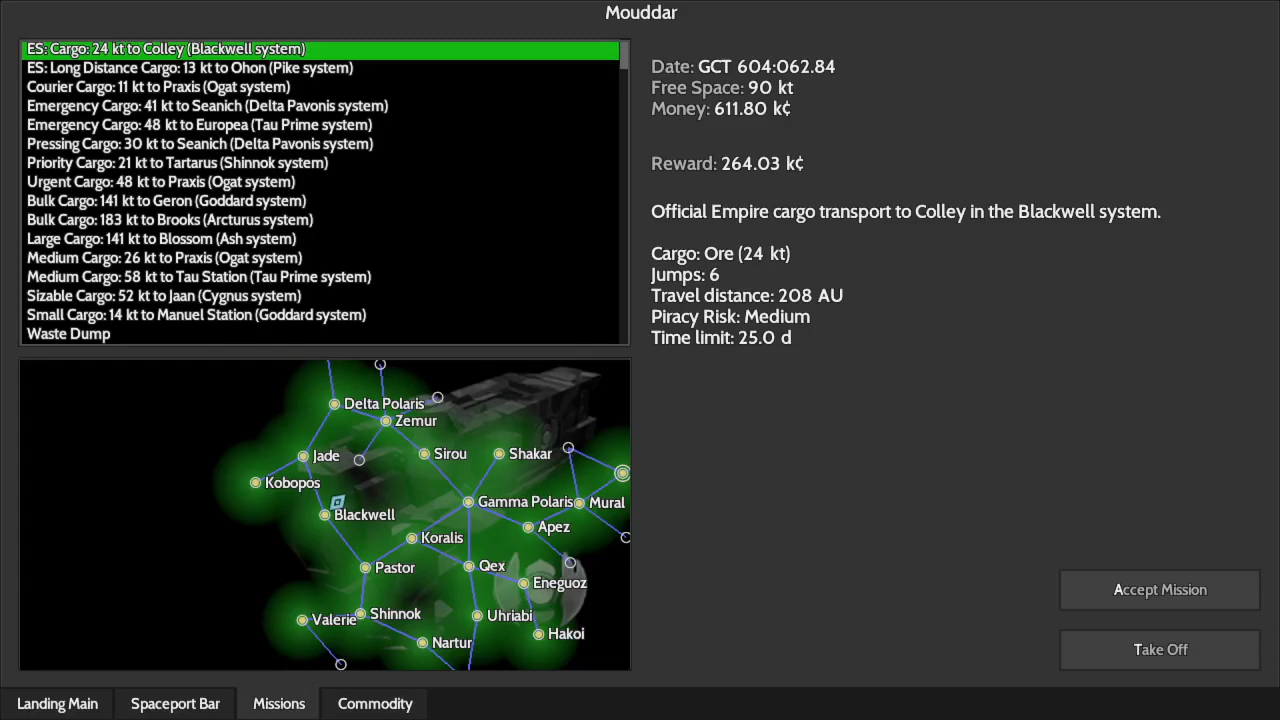 Mouddar
ES: Cargo: 24 kt to Colley (Blackwell system)
ES: Long Distance Cargo: 13 kt to Ohon (Pike system)
Courier Cargo: 11 kt to Praxis (Ogat system)
Emergency Cargo: 41 kt to Seanich (Delta Pavonis system)
Emergency Cargo: 48 kt to Europea (Tau Prime system)
Pressing Cargo: 30 kt to Seanich (Delta Pavonis system)
Priority Cargo: 21 kt to Tartarus (Shinnok system)
Urgent Cargo: 48 kt to Praxis (Ogat system)
Bulk Cargo: 141 kt to Geron (Goddard system)
Bulk Cargo: 183 kt to Brooks (Arcturus system)
Large Cargo: 141 kt to Blossom (Ash system)
Medium Cargo: 26 kt to Praxis (Ogat system)
Medium Cargo: 58 kt to Tau Station (Tau Prime system)
Sizable Cargo: 52 kt to Jaan (Cygnus system)
Small Cargo: 14 kt to Manuel Station (Goddard system)
Waste Dump
Date: GCT 604:062.84
Free Space: 90 kt
Money: 611.80 k¢
Reward: 264.03 k¢
Official Empire cargo transport to Colley in the Blackwell system.
Cargo: Ore (24 kt)
Jumps: 6
Travel distance: 208 AU
Piracy Risk: Medium
Time limit: 25.0 d
Delta Polaris
Zemur
Jade
Sirou
Shakar
Kobopos
Gamma Polaris
Mural
Blackwell
Apez
Koralis
Pastor
Qex
Eneguoz
Valerie
Shinnok
Uhriabi
Nartur
Hakoi
Accept Mission
Take Off
Landing Main
Spaceport Bar
Missions
Commodity